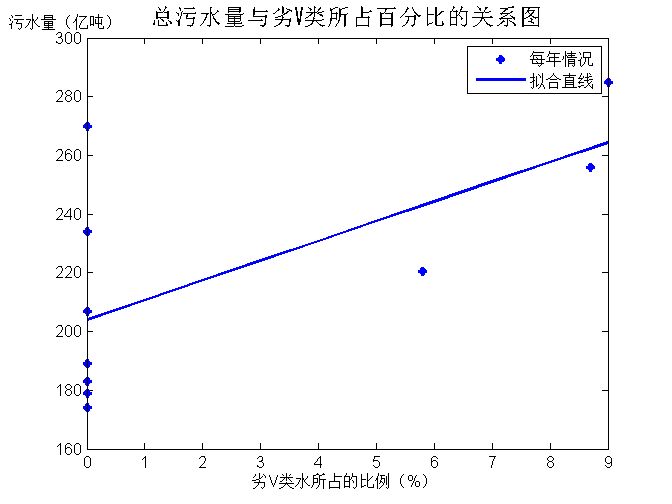 总污水量与劣V类所占百分比的关系图
污水量（亿吨）
每年情况
拟合直线
300
280
260
240
220
200
180
160
0 1 2 3 4 5 6 7 8 9
劣V类水所占的比例（%）